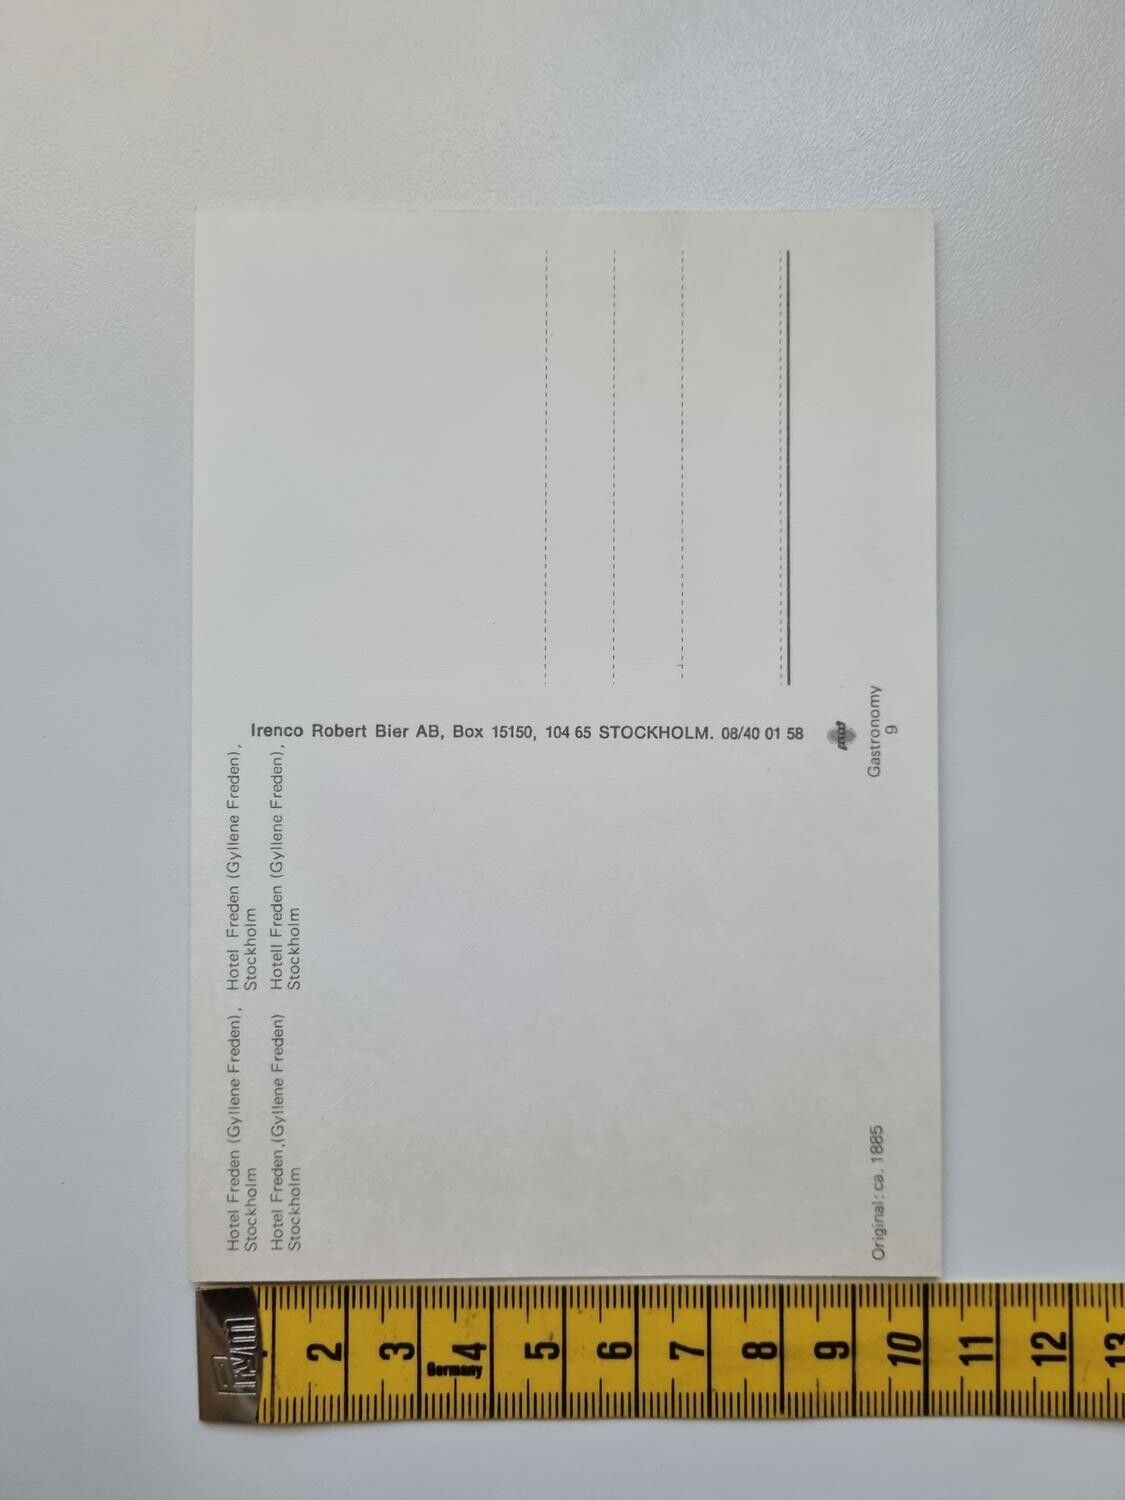 Hotel Freden (Gyllene Freden),
Stockholm
Hotel Freden,(Gyllene Freden)
Stockholm
Hotel Freden (Gyllene Freden),
Stockholm
Hotell Freden (Gyllene Freden),
Stockholm
Irenco Robert Bier AB, Box 15150, 104 65 STOCKHOLM. 08/40 01 58
Original: ca. 1885
Gastronomy
9
Prym
2 3 4 5 6 7 8 9 10 11 12 13
Germany